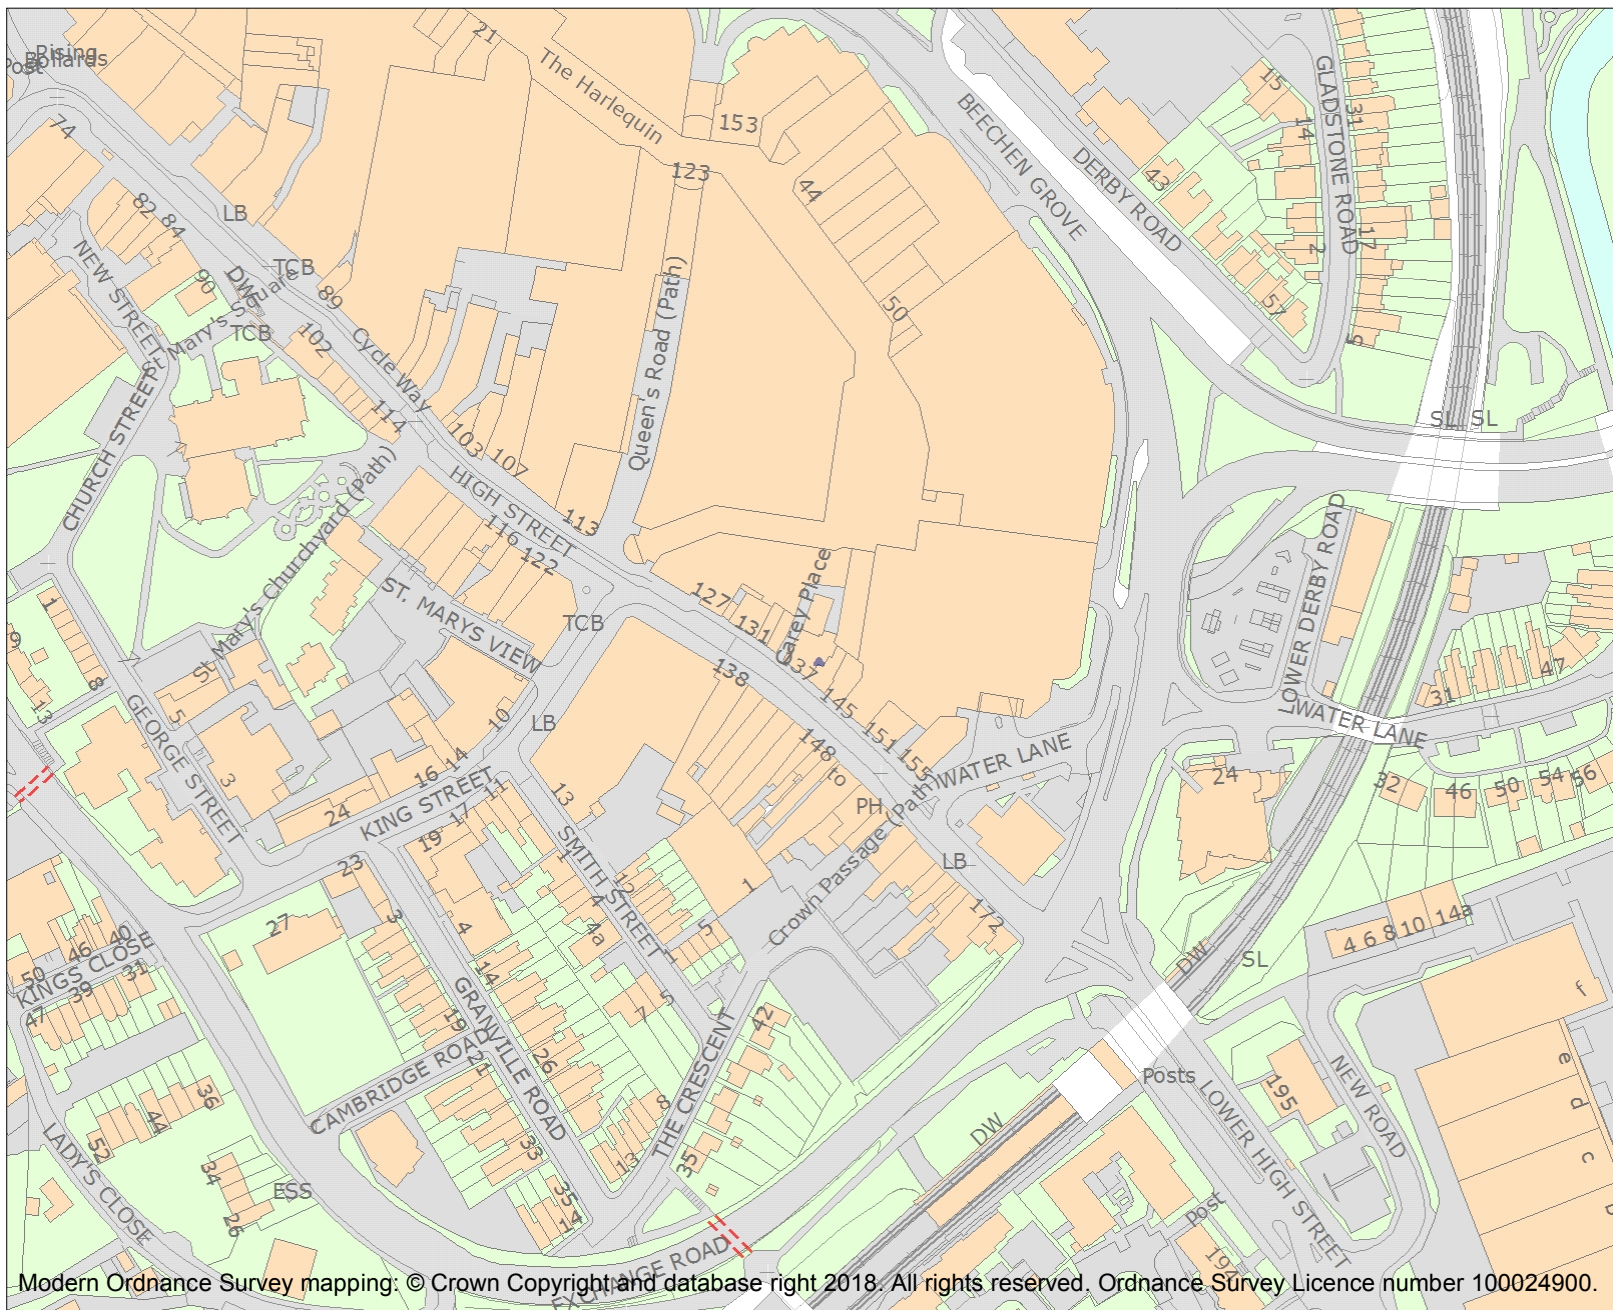 Rising
Bollards
Post
74
21
The Harlequin
153
123
44
50
BEECHEN GROVE
DERBY ROAD
43
57
15
14
2
GLADSTONE ROAD
31
17
5
82
84
LB
TCB
NEW STREET
90
DW
St Mary's Square
TCB
89
102
Cycle Way
114
Queen's Road (Path)
103
107
113
HIGH STREET
116
122
CHURCH STREET
St Mary's Churchyard (Path)
ST. MARYS VIEW
TCB
127
131
Carey Place
137
138
145
151
155
148
to
PH
WATER LANE
Crown Passage (Path)
LB
172
SL
SL
LOWER DERBY ROAD
WATER LANE
31
47
24
32
46
50
54
56
1
8
9
13
5
3
GEORGE STREET
10
LB
16
14
24
KING STREET
11
17
19
23
13
SMITH STREET
1
4
4a
12
1
5
1
27
3
4
14
GRANVILLE ROAD
19
21
26
33
35
14
CAMBRIDGE ROAD
7
5
8
13
THE CRESCENT
42
35
40
46
50
KINGS CLOSE
31
39
47
36
44
52
34
26
ESS
LADY'S CLOSE
EXCHANGE ROAD
DW
DW
SL
Posts
4
6
8
10
14a
195
NEW ROAD
LOWER HIGH STREET
Post
f
e
d
c
Modern Ordnance Survey mapping: © Crown Copyright and database right 2018. All rights reserved. Ordnance Survey Licence number 100024900.